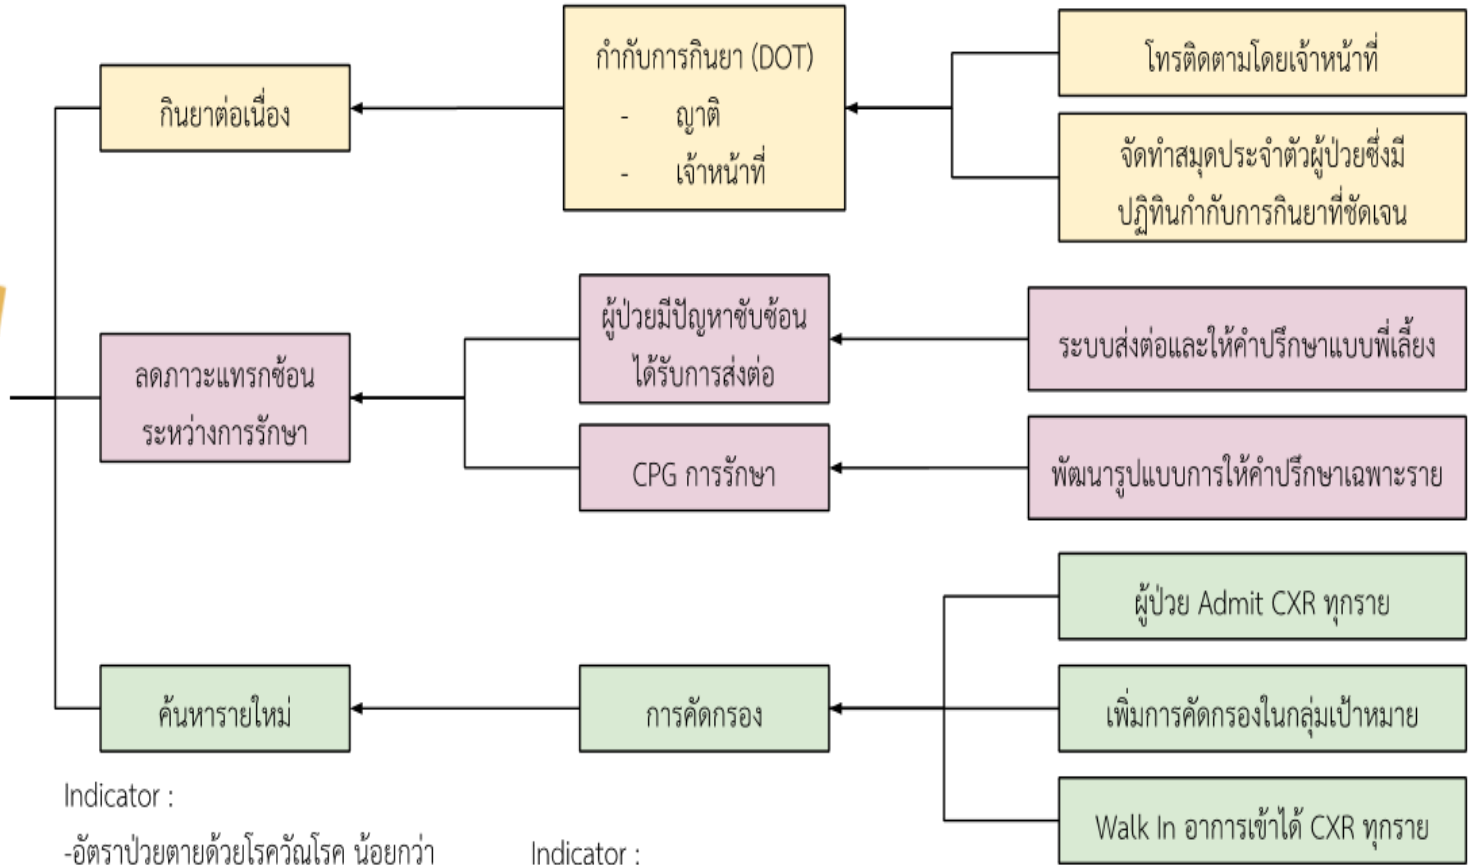 กินยาต่อเนื่อง
กำกับการกินยา (DOT)
- ญาติ
- เจ้าหน้าที่
โทรติดตามโดยเจ้าหน้าที่
จัดทำสมุดประจำตัวผู้ป่วยซึ่งมี
ปฏิทินกำกับการกินยาที่ชัดเจน
ลดภาวะแทรกซ้อน
ระหว่างการรักษา
ผู้ป่วยมีปัญหาซับซ้อน
ได้รับการส่งต่อ
ระบบส่งต่อและให้คำปรึกษาแบบพี่เลี้ยง
CPG การรักษา
พัฒนารูปแบบการให้คำปรึกษาเฉพาะราย
ค้นหารายใหม่
การคัดกรอง
ผู้ป่วย Admit CXR ทุกราย
เพิ่มการคัดกรองในกลุ่มเป้าหมาย
Walk In อาการเข้าได้ CXR ทุกราย
Indicator :
-อัตราป่วยตายด้วยโรควัณโรค น้อยกว่า
Indicator :